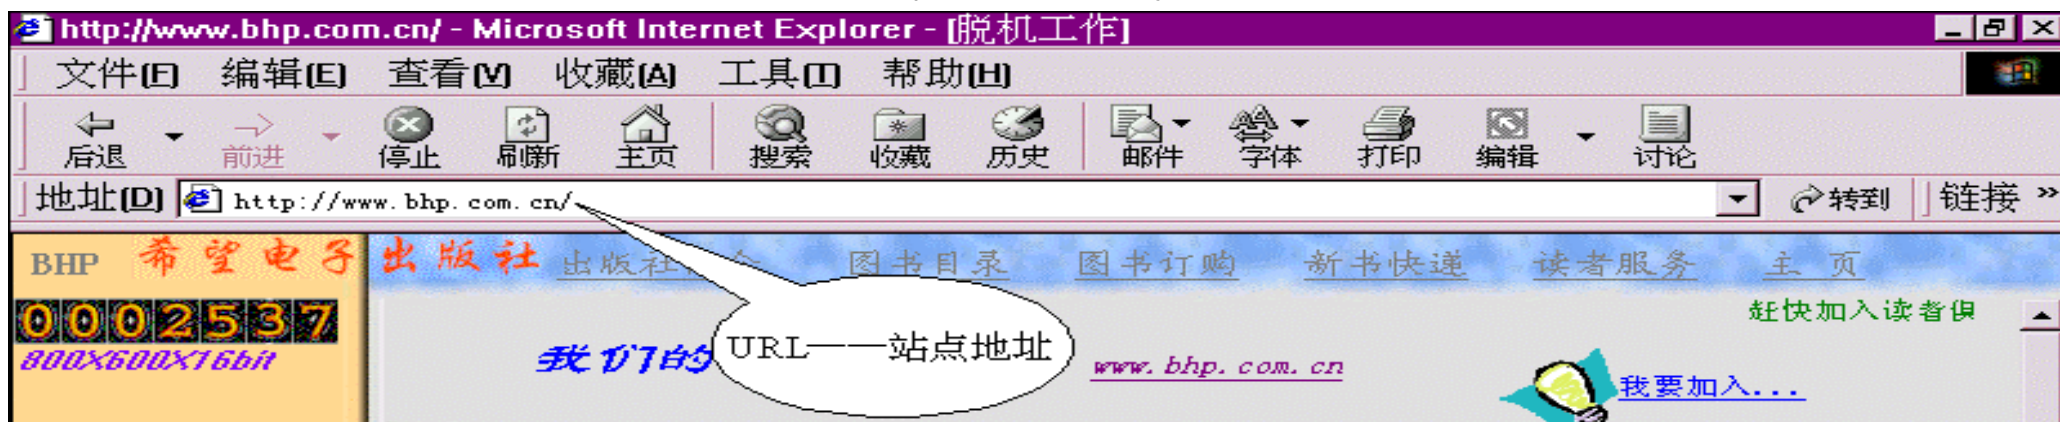 http://www.bhp.com.cn/ - Microsoft Internet Explorer - [脱机工作]
文件(F) 编辑(E) 查看(V) 收藏(A) 工具(T) 帮助(H)
后退 前进 停止 刷新 主页 搜索 收藏 历史 邮件 字体 打印 编辑 讨论
地址(D) http://www.bhp.com.cn/ 转到 链接 »
BHP 希望电子出版社 出版社 图书目录 图书订购 新书快递 读者服务 主页
0002537 赶快加入读者俱
800X600X16bit 我们的 URL——站点地址 www.bhp.com.cn 我要加入...